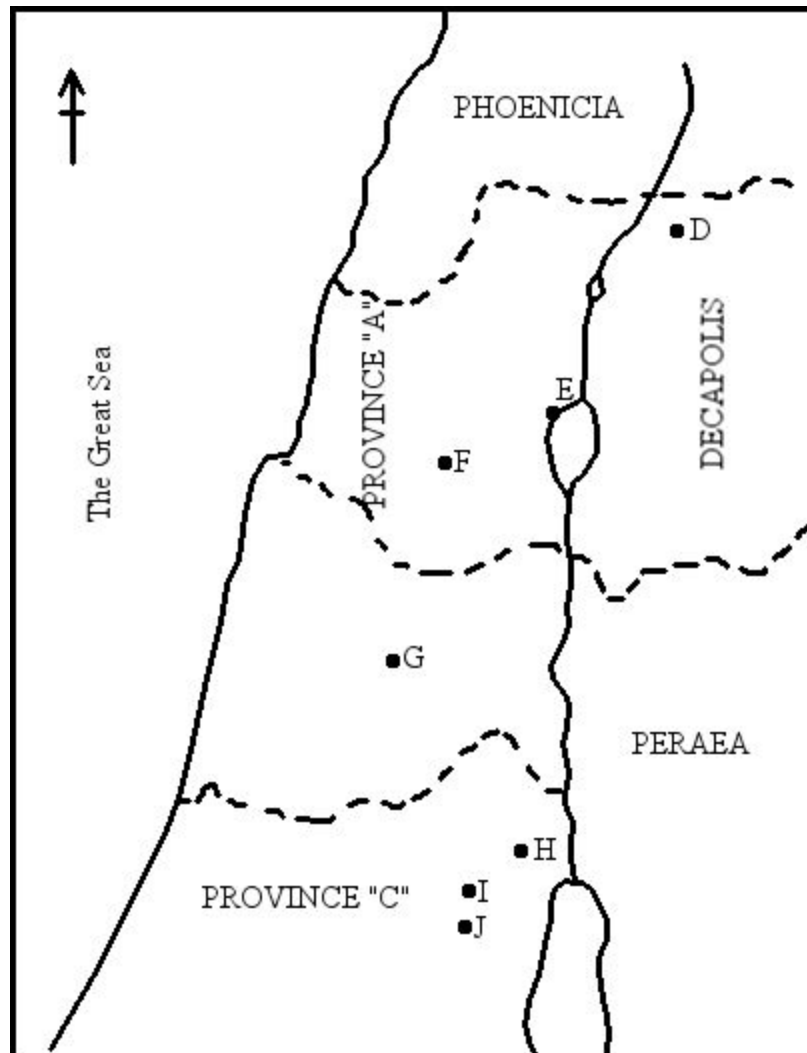 PHOENICIA
D
PROVINCE "A"
The Great Sea
DECAPOLIS
E
F
G
PERAEA
H
PROVINCE "C"
I
J